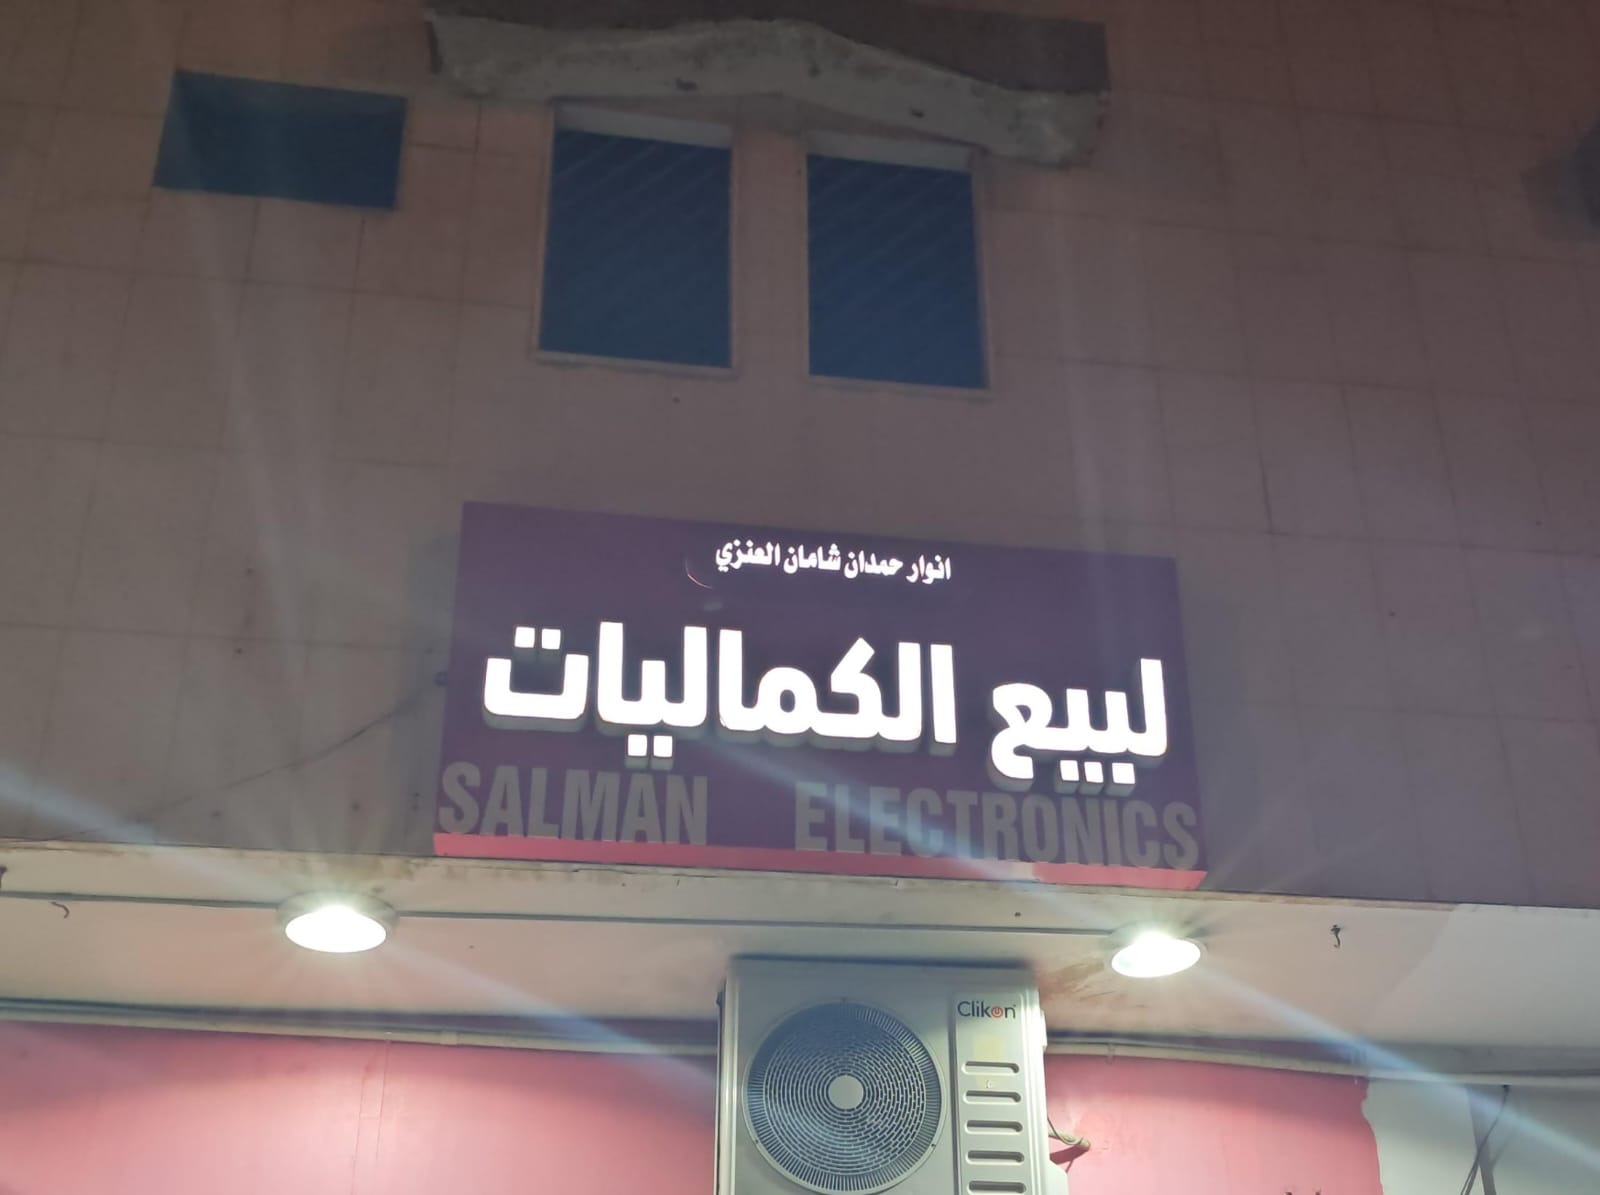 انوار حمدان شامان العنزي
لبيع الكماليات
SALMAN ELECTRONICS
Clikon